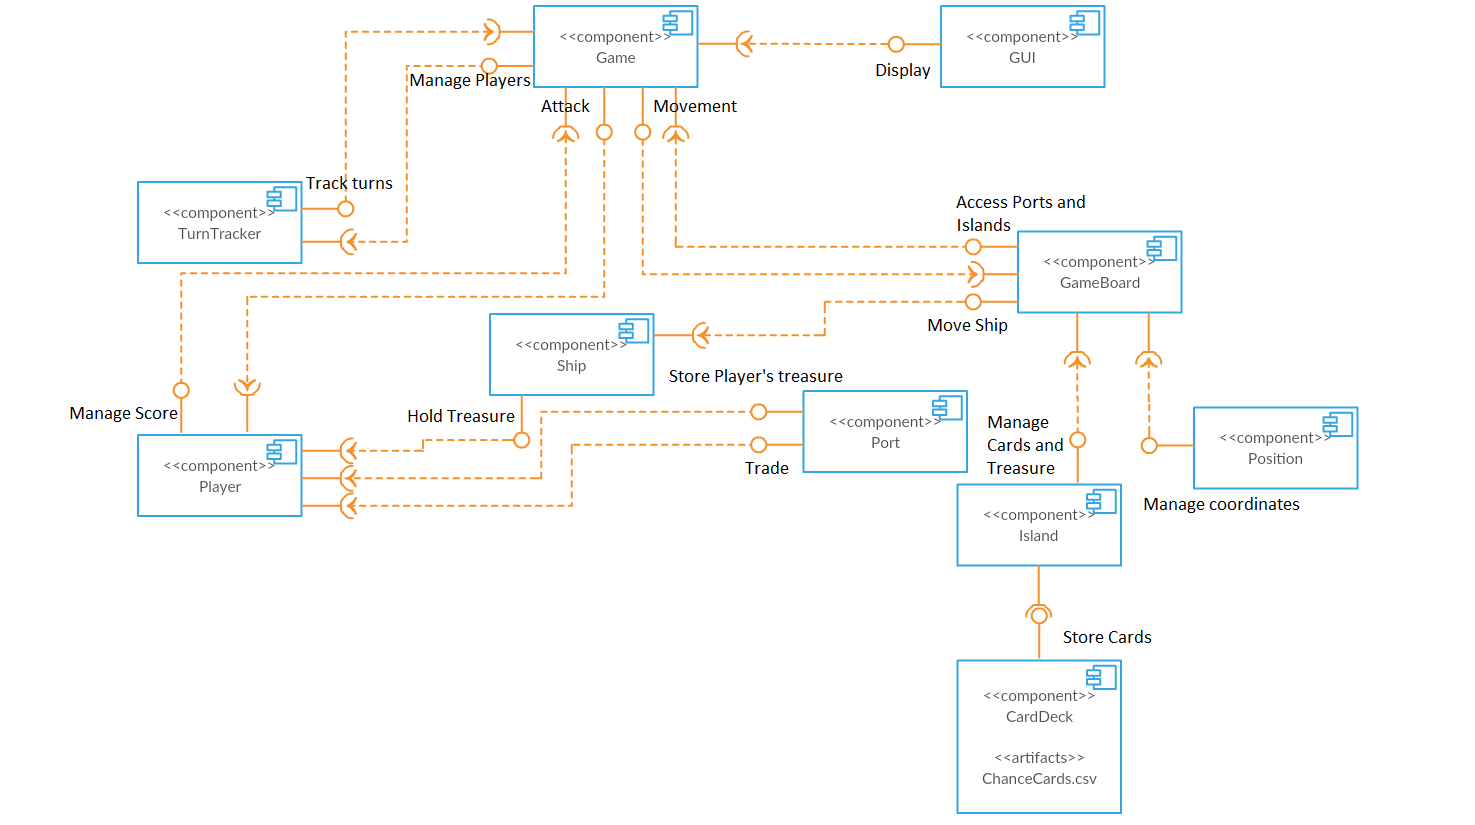 <<component>>
Game
<<component>>
GUI
Display
Manage Players
Attack
Movement
Track turns
<<component>>
TurnTracker
Access Ports and
Islands
<<component>>
GameBoard
Move Ship
<<component>>
Ship
Store Player's treasure
Manage Score
Hold Treasure
<<component>>
Port
Trade
Manage
Cards and
Treasure
<<component>>
Position
Manage coordinates
<<component>>
Player
<<component>>
Island
Store Cards
<<component>>
CardDeck
<<artifacts>>
ChanceCards.csv